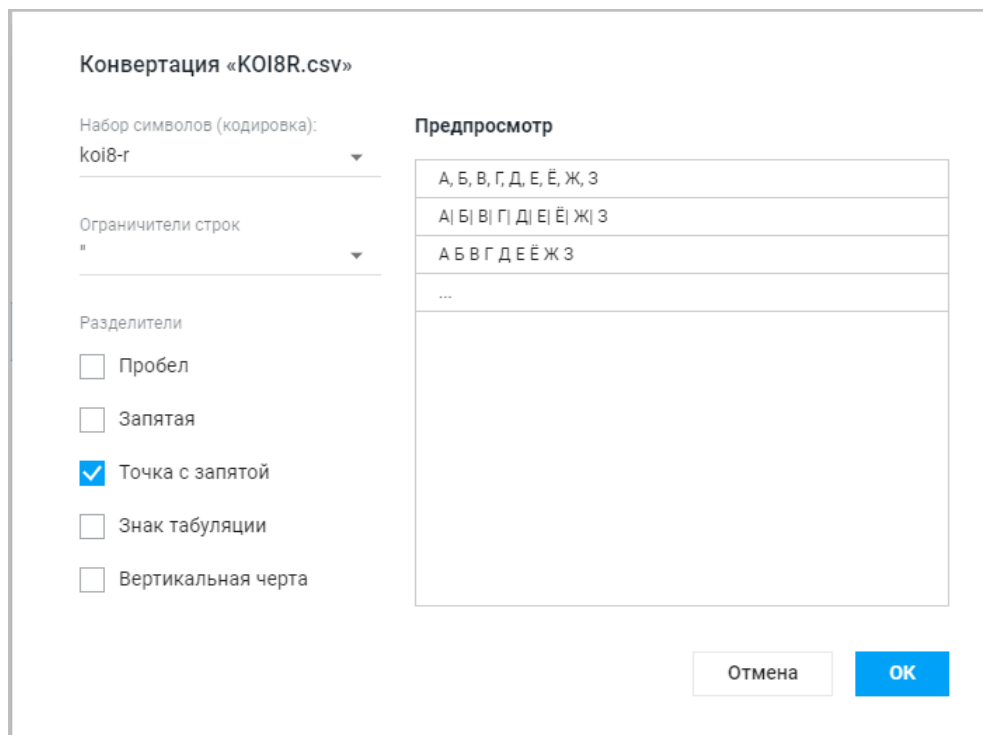 Конвертация «KOI8R.csv»
Набор символов (кодировка):
koi8-r
Ограничители строк
"
Разделители
Пробел
Запятая
Точка с запятой
Знак табуляции
Вертикальная черта
Предпросмотр
А, Б, В, Г, Д, Е, Ё, Ж, З
А| Б| В| Г| Д| Е| Ё| Ж| З
А Б В Г Д Е Ё Ж З
...
Отмена
ОК